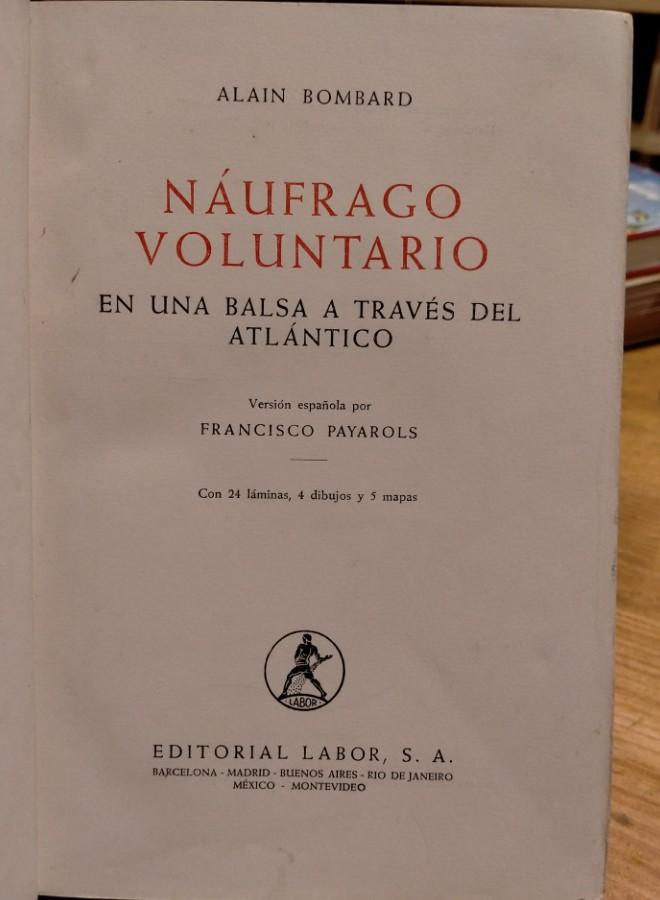 ALAIN BOMBARD
NÁUFRAGO
VOLUNTARIO
EN UNA BALSA A TRAVÉS DEL
ATLÁNTICO
Versión española por
FRANCISCO PAYAROLS
Con 24 láminas, 4 dibujos y 5 mapas
LABOR
EDITORIAL LABOR, S. A.
BARCELONA - MADRID - BUENOS AIRES - RIO DE JANEIRO
MÉXICO - MONTEVIDEO